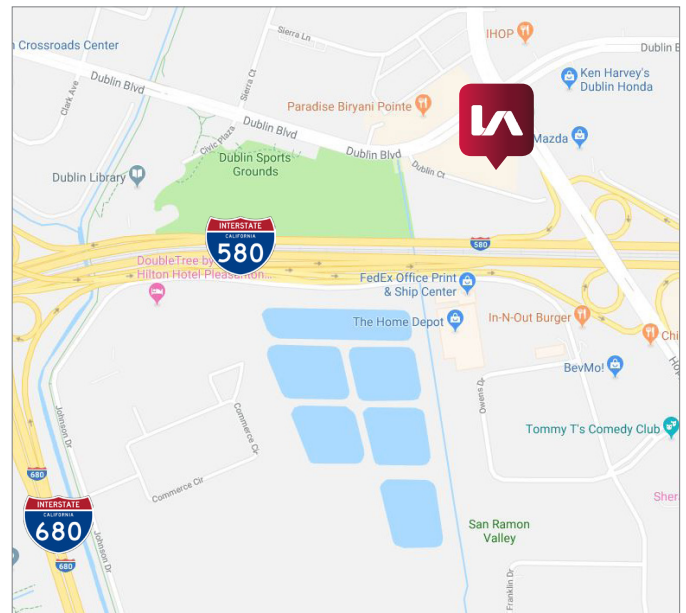 Crossroads Center
Sierra Ln
IHOP
Dublin Bl
Dublin Blvd
Clark Ave
Sierra Ct
Ken Harvey's
Dublin Honda
Paradise Biryani Pointe
LA
Mazda
Civic Plaza
Dublin Blvd
Dublin Blvd
Dublin Sports
Grounds
Dublin Ct
Dublin Library
INTERSTATE
CALIFORNIA
580
580
DoubleTree by
Hilton Hotel Pleasanton...
FedEx Office Print
& Ship Center
The Home Depot
In-N-Out Burger
Chi
BevMo!
Owens Dr
Johnson Dr
Commerce Cir
Tommy T's Comedy Club
680
Commerce Cir
Sher
INTERSTATE
CALIFORNIA
680
San Ramon
Valley
Johnson Dr
680
Franklin Dr